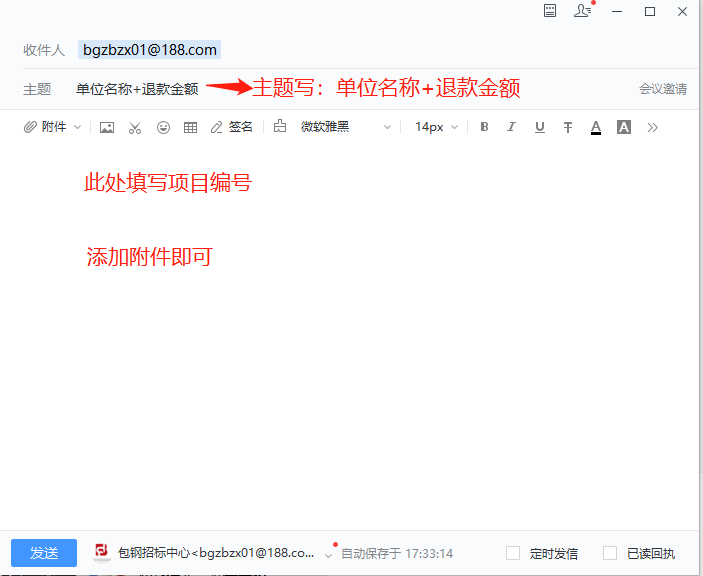 收件人 bgzbzx01@188.com
主题 单位名称+退款金额 主题写：单位名称+退款金额 会议邀请
附件 签名 微软雅黑 14px B I U T A A
此处填写项目编号
添加附件即可
发送 包钢招标中心<bgzbzx01@188.co... 自动保存于 17:33:14 定时发信 已读回执